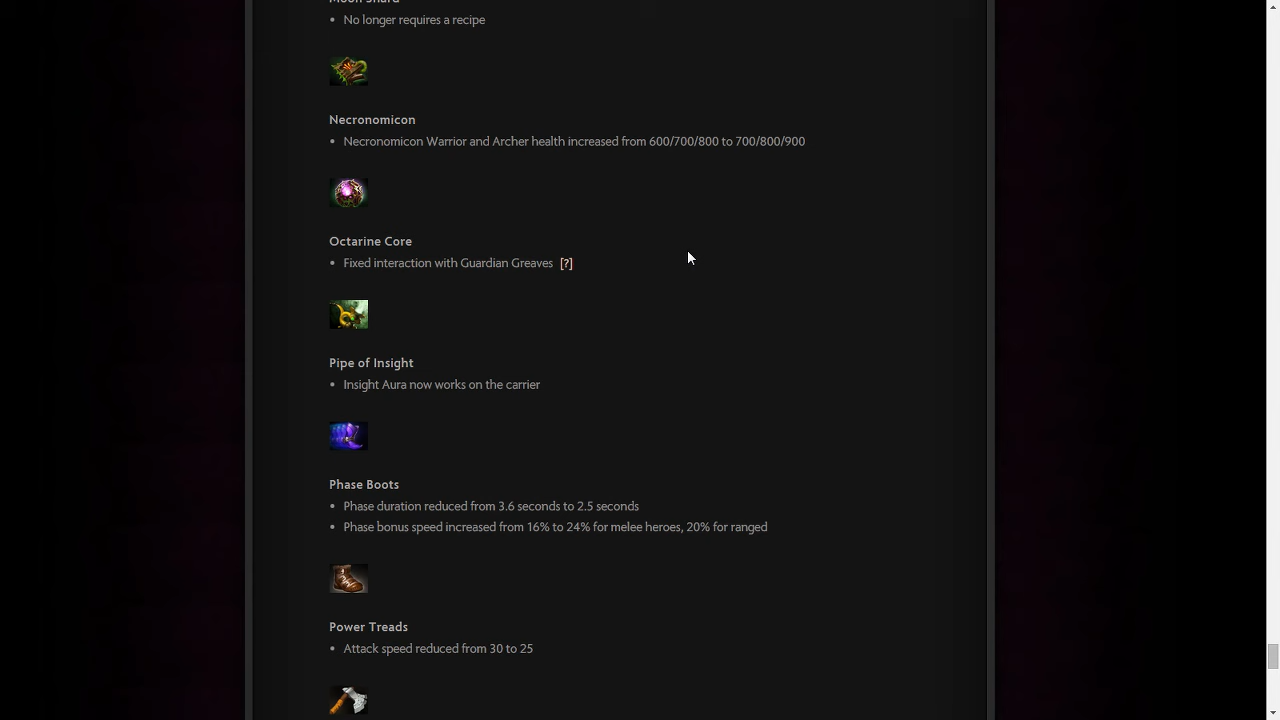 Moon Shard
• No longer requires a recipe
Necronomicon
• Necronomicon Warrior and Archer health increased from 600/700/800 to 700/800/900
Octarine Core
• Fixed interaction with Guardian Greaves [?]
Pipe of Insight
• Insight Aura now works on the carrier
Phase Boots
• Phase duration reduced from 3.6 seconds to 2.5 seconds
• Phase bonus speed increased from 16% to 24% for melee heroes, 20% for ranged
Power Treads
• Attack speed reduced from 30 to 25